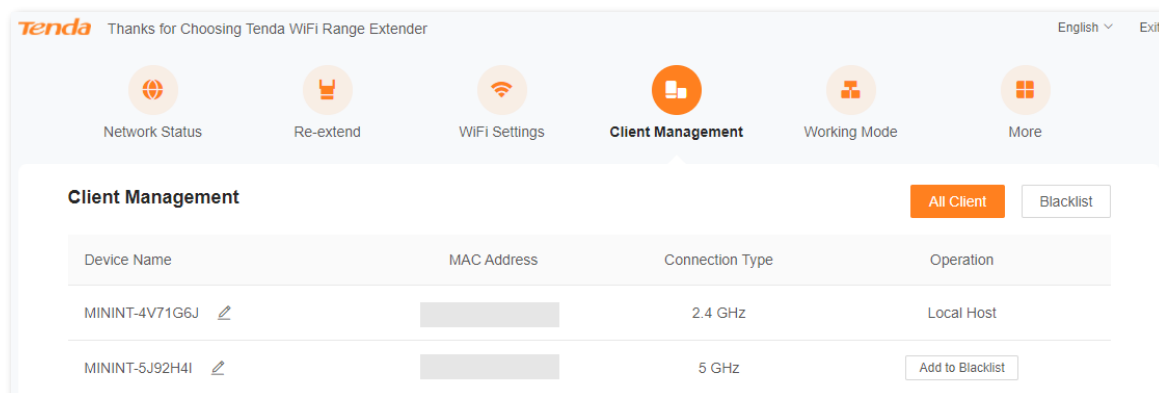 Tenda Thanks for Choosing Tenda WiFi Range Extender English Exit
Network Status Re-extend WiFi Settings Client Management Working Mode More
Client Management All Client Blacklist
Device Name MAC Address Connection Type Operation
MININT-4V71G6J 2.4 GHz Local Host
MININT-5J92H4I 5 GHz Add to Blacklist